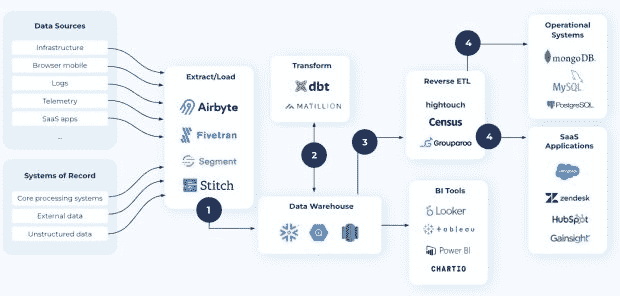 Data Sources
Infrastructure
Browser mobile
Logs
Telemetry
SaaS apps
...
Systems of Record
Core processing systems
External data
Unstructured data
Extract/Load
Airbyte
Fivetran
Segment
Stitch
1
Transform
dbt
MATILLION
2
Data Warehouse
3
Reverse ETL
hightouch
Census
Grouparoo
4
4
BI Tools
Looker
tableau
Power BI
CHARTIO
Operational
Systems
mongoDB.
MySQL
PostgreSQL
SaaS
Applications
salesforce
zendesk
HubSpot
Gainsight